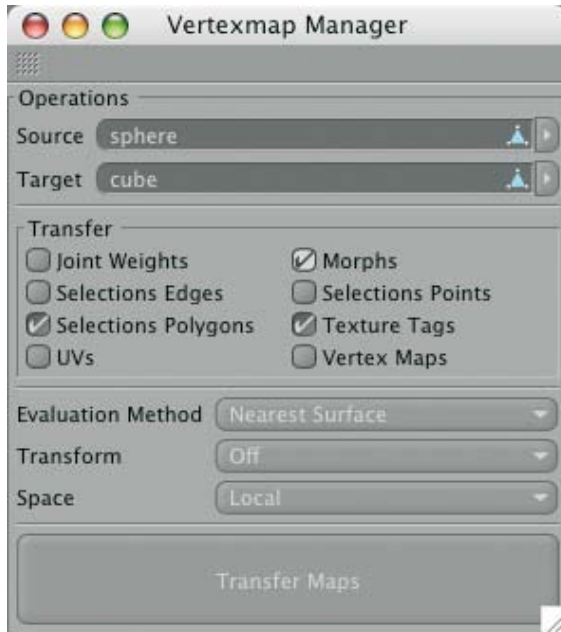 Vertexmap Manager
Operations
Source sphere
Target cube
Transfer
Joint Weights Morphs
Selections Edges Selections Points
Selections Polygons Texture Tags
UVs Vertex Maps
Evaluation Method Nearest Surface
Transform Off
Space Local
Transfer Maps